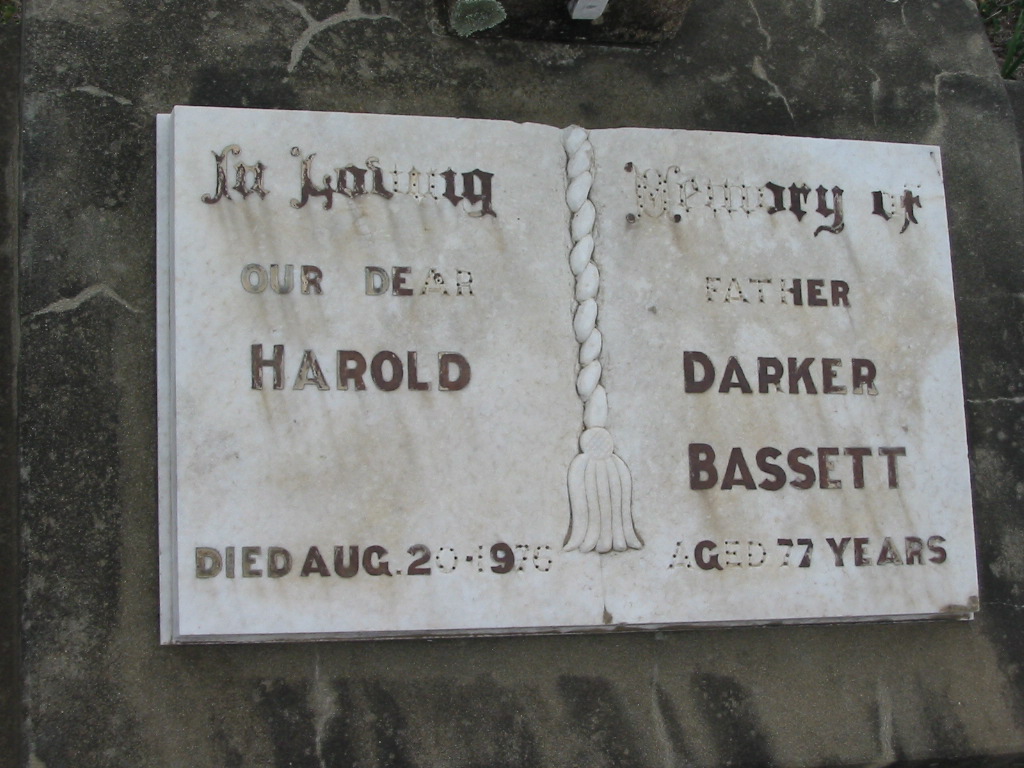 In Loving Memory of
OUR DEAR FATHER
HAROLD DARKER
BASSETT
DIED AUG. 20-1976 AGED 77 YEARS